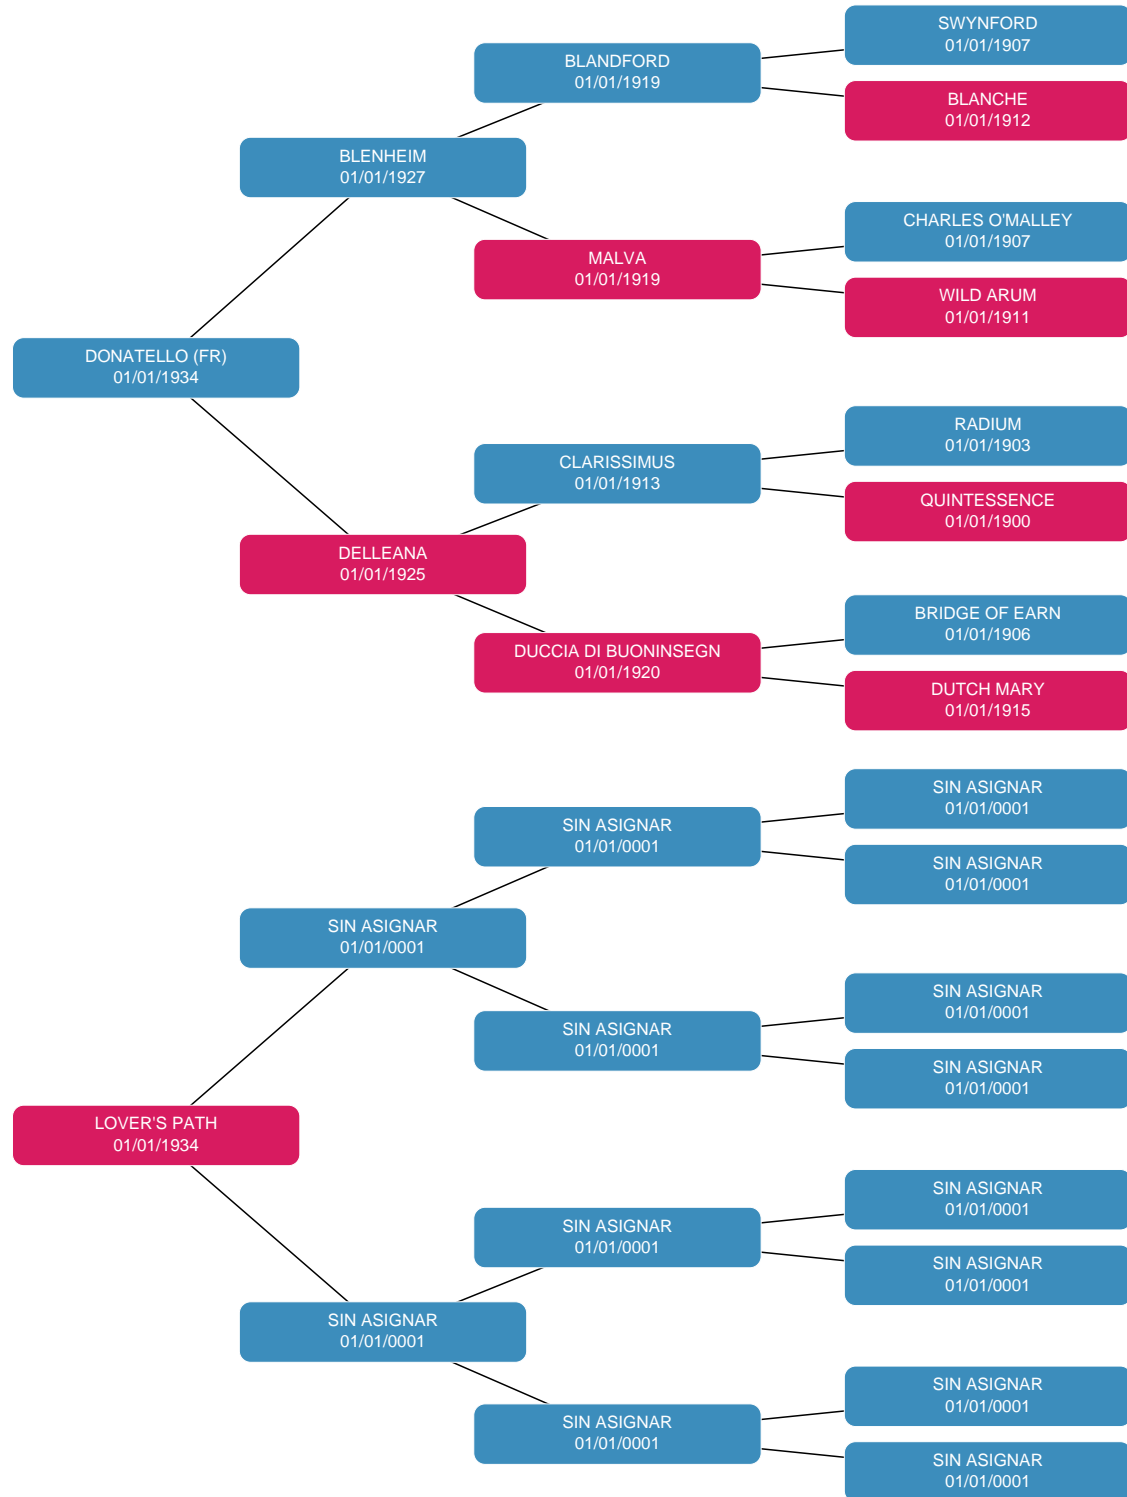 SWYNFORD
01/01/1907
BLANDFORD
01/01/1919
BLANCHE
01/01/1912
BLENHEIM
01/01/1927
CHARLES O'MALLEY
01/01/1907
MALVA
01/01/1919
WILD ARUM
01/01/1911
DONATELLO (FR)
01/01/1934
RADIUM
01/01/1903
CLARISSIMUS
01/01/1913
QUINTESSENCE
01/01/1900
DELLEANA
01/01/1925
BRIDGE OF EARN
01/01/1906
DUCCIA DI BUONINSEGN
01/01/1920
DUTCH MARY
01/01/1915
SIN ASIGNAR
01/01/0001
SIN ASIGNAR
01/01/0001
SIN ASIGNAR
01/01/0001
SIN ASIGNAR
01/01/0001
SIN ASIGNAR
01/01/0001
SIN ASIGNAR
01/01/0001
SIN ASIGNAR
01/01/0001
LOVER'S PATH
01/01/1934
SIN ASIGNAR
01/01/0001
SIN ASIGNAR
01/01/0001
SIN ASIGNAR
01/01/0001
SIN ASIGNAR
01/01/0001
SIN ASIGNAR
01/01/0001
SIN ASIGNAR
01/01/0001
SIN ASIGNAR
01/01/0001